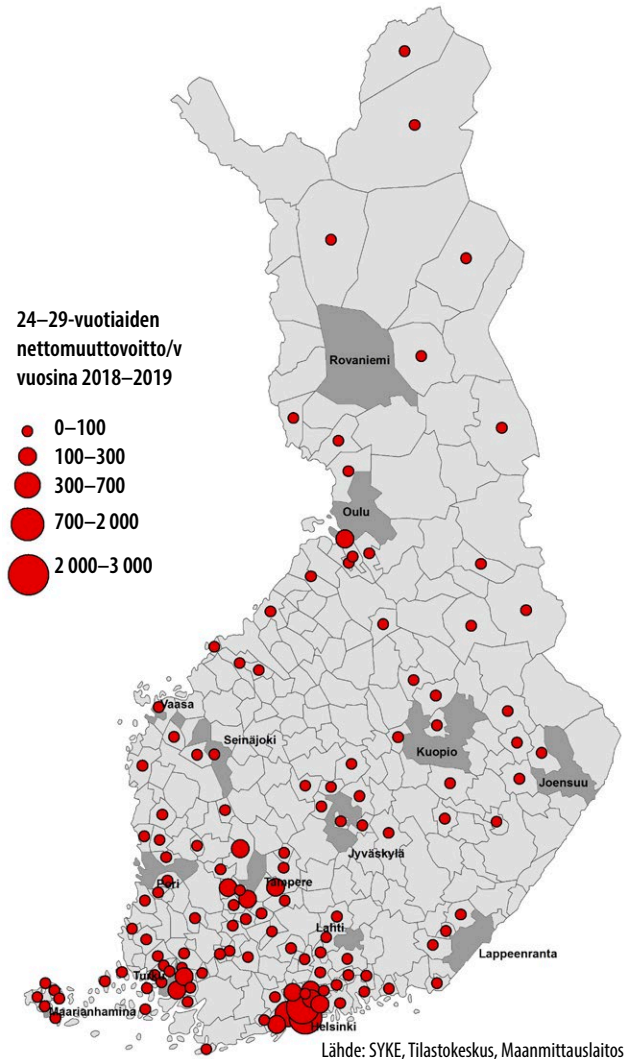 24–29-vuotiaiden
nettomuuttovoitto/v
vuosina 2018–2019
0–100
100–300
300–700
700–2 000
2 000–3 000
Rovaniemi
Oulu
Vaasa
Seinäjoki
Kuopio
Joensuu
Jyväskylä
Pori
Tampere
Lahti
Lappeenranta
Turku
Maarianhamina
Helsinki
Lähde: SYKE, Tilastokeskus, Maanmittauslaitos